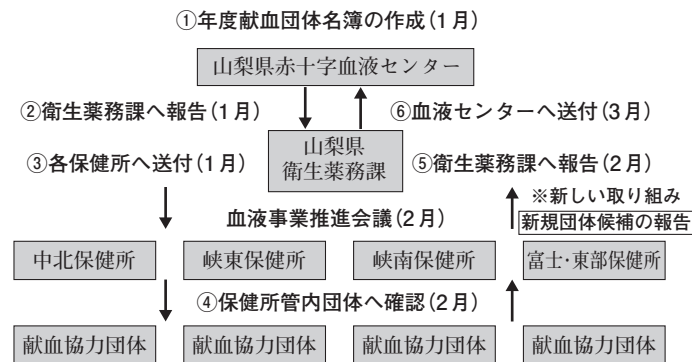 ①年度献血団体名簿の作成(1月)
山梨県赤十字血液センター
②衛生薬務課へ報告(1月)
⑥血液センターへ送付(3月)
山梨県
衛生薬務課
③各保健所へ送付(1月)
⑤衛生薬務課へ報告(2月)
※新しい取り組み
血液事業推進会議(2月)
新規団体候補の報告
中北保健所
峡東保健所
峡南保健所
富士・東部保健所
④保健所管内団体へ確認(2月)
献血協力団体
献血協力団体
献血協力団体
献血協力団体